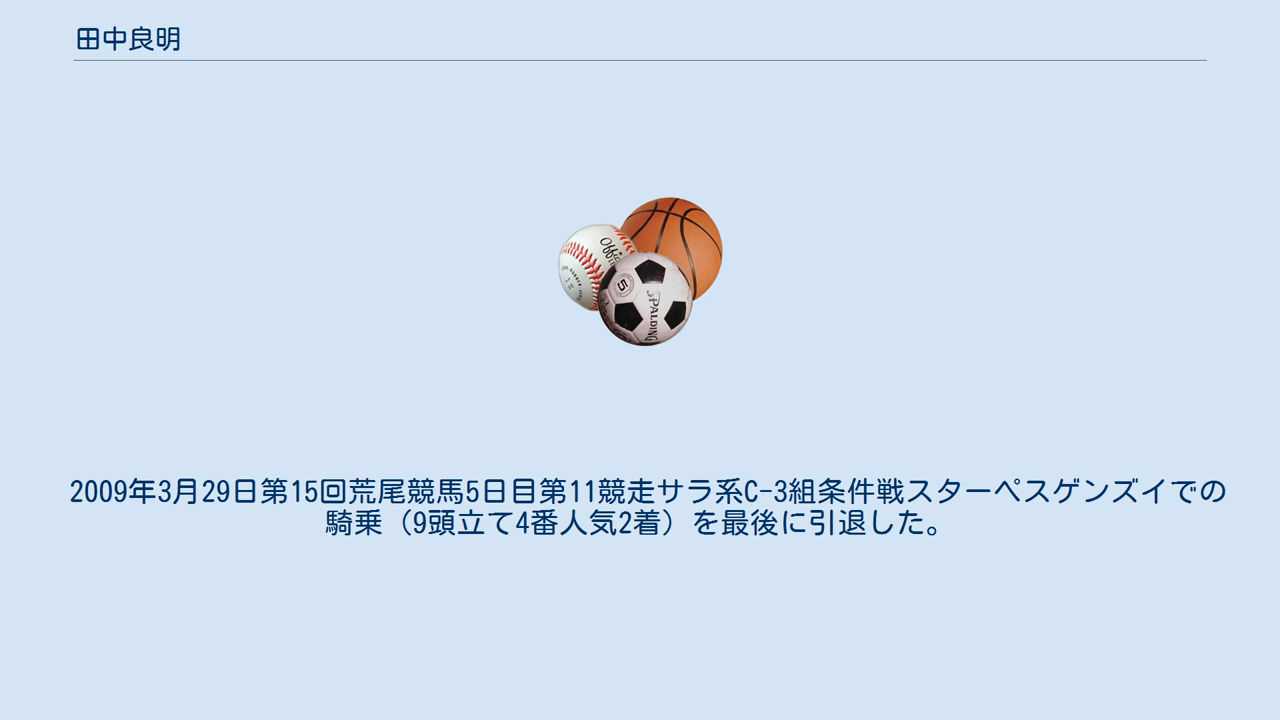 田中良明
Offic
5
SPALDING
2009年3月29日第15回荒尾競馬5日目第11競走サラ系C-3組条件戦スターペスゲンズイでの
騎乗（9頭立て4番人気2着）を最後に引退した。